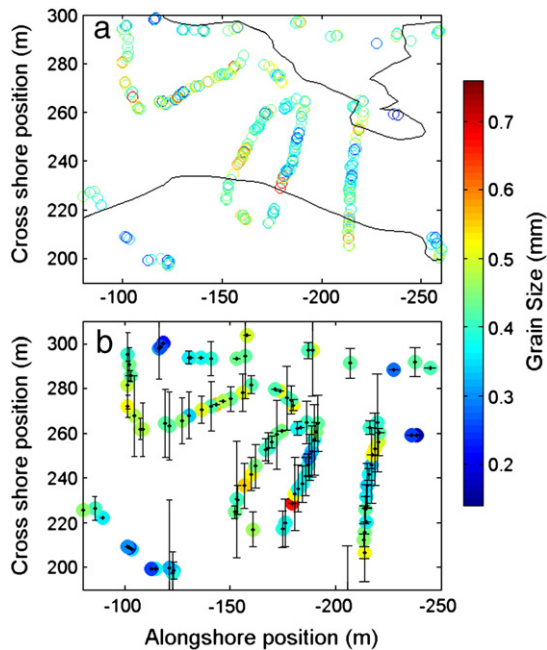 a
Cross shore position (m)
300
280
260
240
220
200
-100 -150 -200 -250
b
Cross shore position (m)
300
280
260
240
220
200
-100 -150 -200 -250
Alongshore position (m)
0.7
0.6
0.5
0.4
0.3
0.2
Grain Size (mm)